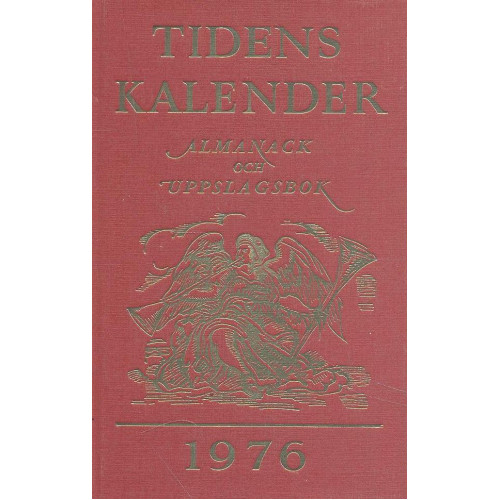 TIDENS
KALENDER
ALMANACK
OCH
UPPSLAGSBOK
1976